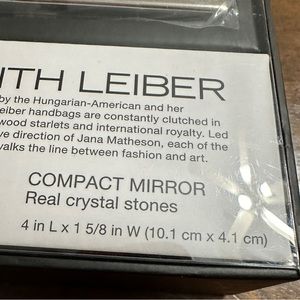 ITH LEIBER
by the Hungarian-American and her
eiber handbags are constantly clutched in
wood starlets and international royalty. Led
ve direction of Jana Matheson, each of the
walks the line between fashion and art.
COMPACT MIRROR
Real crystal stones
4 in L x 1 5/8 in W (10.1 cm x 4.1 cm)